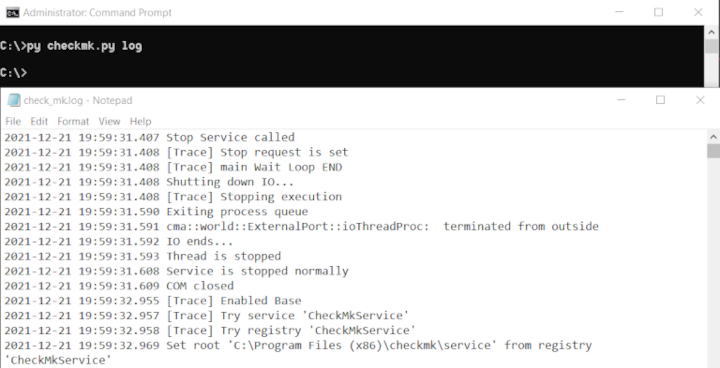 Administrator: Command Prompt
C:\>py checkmk.py log
C:\>
check_mk.log - Notepad
File Edit Format View Help
2021-12-21 19:59:31.407 Stop Service called
2021-12-21 19:59:31.408 [Trace] Stop request is set
2021-12-21 19:59:31.408 [Trace] main Wait Loop END
2021-12-21 19:59:31.408 Shutting down IO...
2021-12-21 19:59:31.408 [Trace] Stopping execution
2021-12-21 19:59:31.590 Exiting process queue
2021-12-21 19:59:31.591 cma::world::ExternalPort::ioThreadProc:  terminated from outside
2021-12-21 19:59:31.592 IO ends...
2021-12-21 19:59:31.593 Thread is stopped
2021-12-21 19:59:31.608 Service is stopped normally
2021-12-21 19:59:31.609 COM closed
2021-12-21 19:59:32.955 [Trace] Enabled Base
2021-12-21 19:59:32.957 [Trace] Try service 'CheckMkService'
2021-12-21 19:59:32.958 [Trace] Try registry 'CheckMkService'
2021-12-21 19:59:32.969 Set root 'C:\Program Files (x86)\checkmk\service' from registry
'CheckMkService'